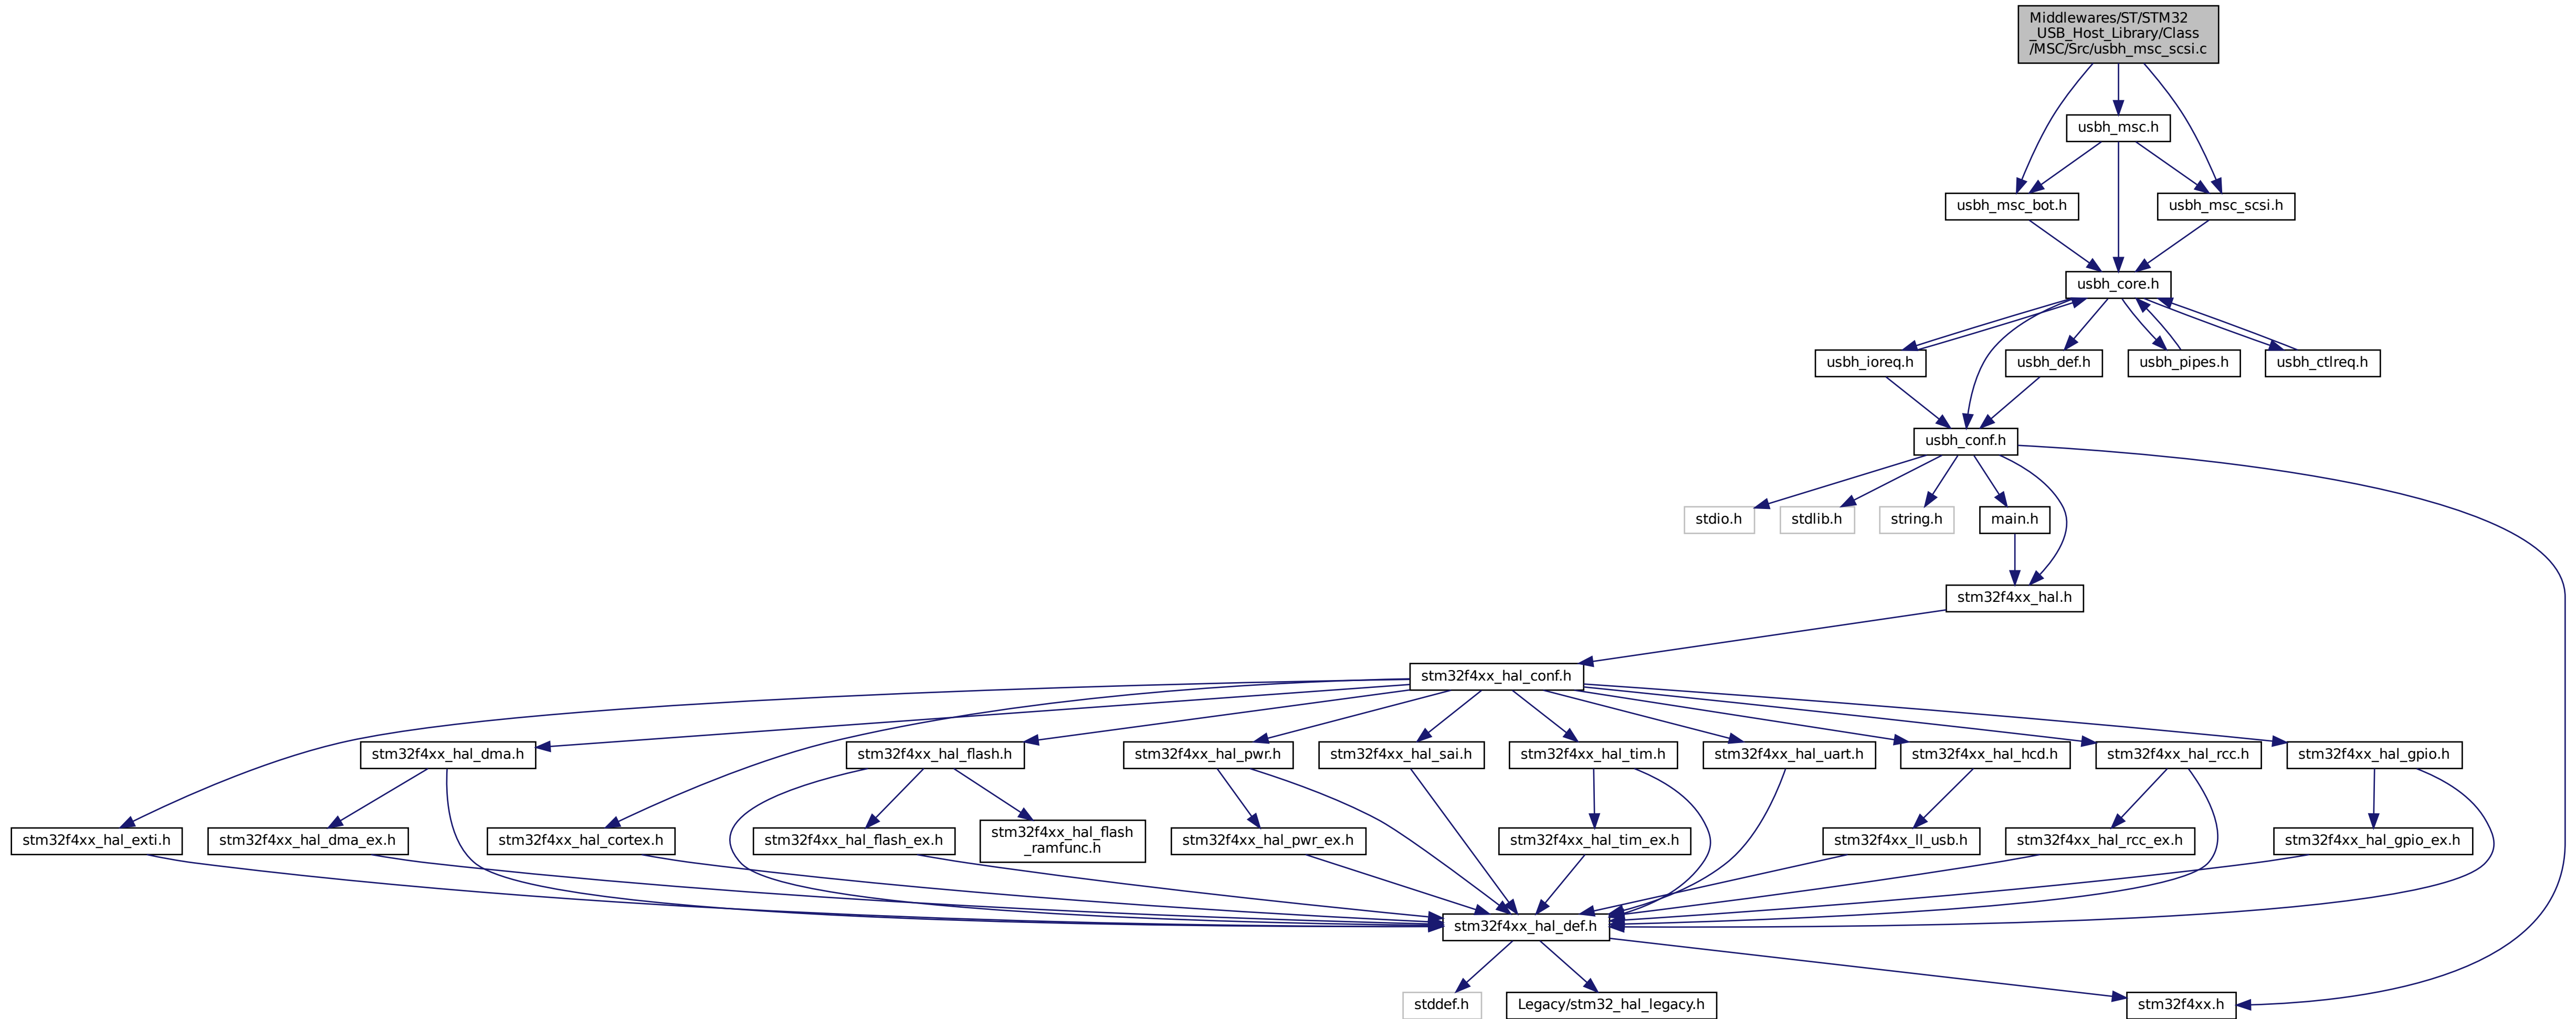 Middlewares/ST/STM32
_USB_Host_Library/Class
/MSC/Src/usbh_msc_scsi.c
usbh_msc.h
usbh_msc_bot.h
usbh_msc_scsi.h
usbh_core.h
usbh_ioreq.h
usbh_def.h
usbh_pipes.h
usbh_ctlreq.h
usbh_conf.h
stdio.h
stdlib.h
string.h
main.h
stm32f4xx_hal.h
stm32f4xx_hal_conf.h
stm32f4xx_hal_dma.h
stm32f4xx_hal_flash.h
stm32f4xx_hal_pwr.h
stm32f4xx_hal_sai.h
stm32f4xx_hal_tim.h
stm32f4xx_hal_uart.h
stm32f4xx_hal_hcd.h
stm32f4xx_hal_rcc.h
stm32f4xx_hal_gpio.h
stm32f4xx_hal_exti.h
stm32f4xx_hal_dma_ex.h
stm32f4xx_hal_cortex.h
stm32f4xx_hal_flash_ex.h
stm32f4xx_hal_flash
_ramfunc.h
stm32f4xx_hal_pwr_ex.h
stm32f4xx_hal_tim_ex.h
stm32f4xx_ll_usb.h
stm32f4xx_hal_rcc_ex.h
stm32f4xx_hal_gpio_ex.h
stm32f4xx_hal_def.h
stddef.h
Legacy/stm32_hal_legacy.h
stm32f4xx.h